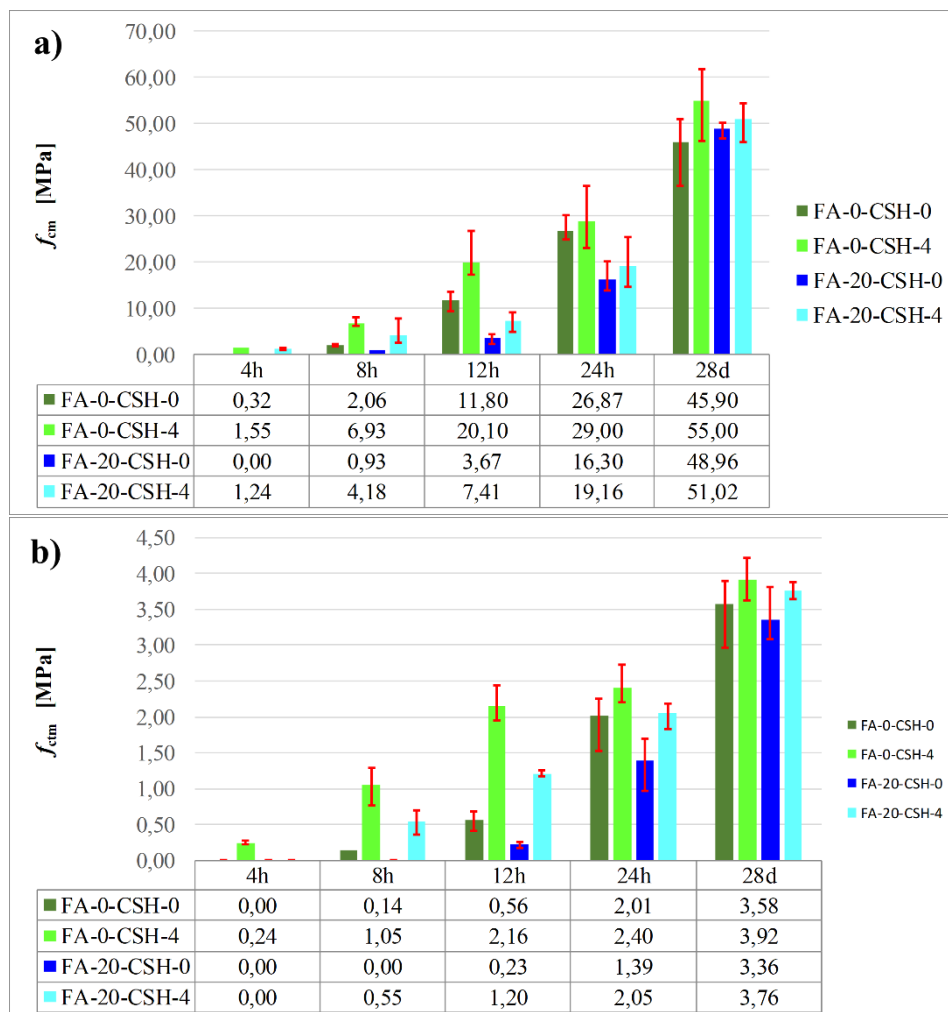 a)
70,00
60,00
50,00
40,00
30,00
20,00
10,00
0,00
fcm [MPa]
4h 8h 12h 24h 28d
FA-0-CSH-0 0,32 2,06 11,80 26,87 45,90
FA-0-CSH-4 1,55 6,93 20,10 29,00 55,00
FA-20-CSH-0 0,00 0,93 3,67 16,30 48,96
FA-20-CSH-4 1,24 4,18 7,41 19,16 51,02
FA-0-CSH-0
FA-0-CSH-4
FA-20-CSH-0
FA-20-CSH-4
b)
4,50
4,00
3,50
3,00
2,50
2,00
1,50
1,00
0,50
0,00
fctm [MPa]
4h 8h 12h 24h 28d
FA-0-CSH-0 0,00 0,14 0,56 2,01 3,58
FA-0-CSH-4 0,24 1,05 2,16 2,40 3,92
FA-20-CSH-0 0,00 0,00 0,23 1,39 3,36
FA-20-CSH-4 0,00 0,55 1,20 2,05 3,76
FA-0-CSH-0
FA-0-CSH-4
FA-20-CSH-0
FA-20-CSH-4